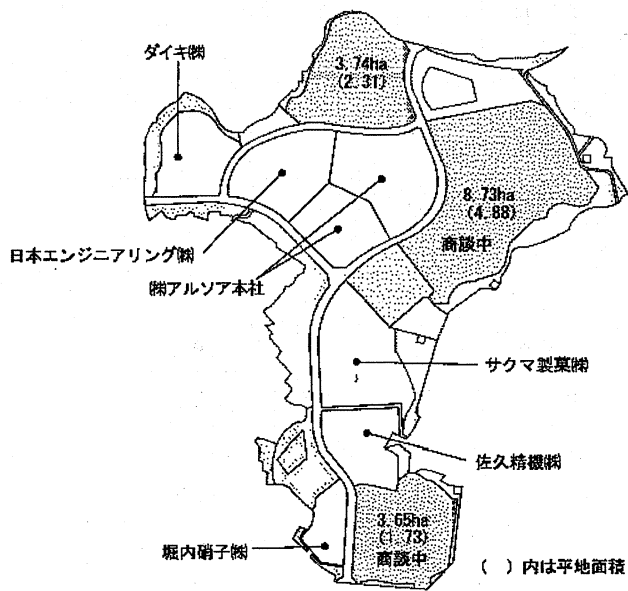 ダイキ㈱
3.74ha
(2.31)
8.73ha
(4.88)
商談中
日本エンジニアリング㈱
㈱アルソア本社
サクマ製菓㈱
佐久精機㈱
3.65ha
(1.73)
商談中
堀内硝子㈱
( )内は平地面積